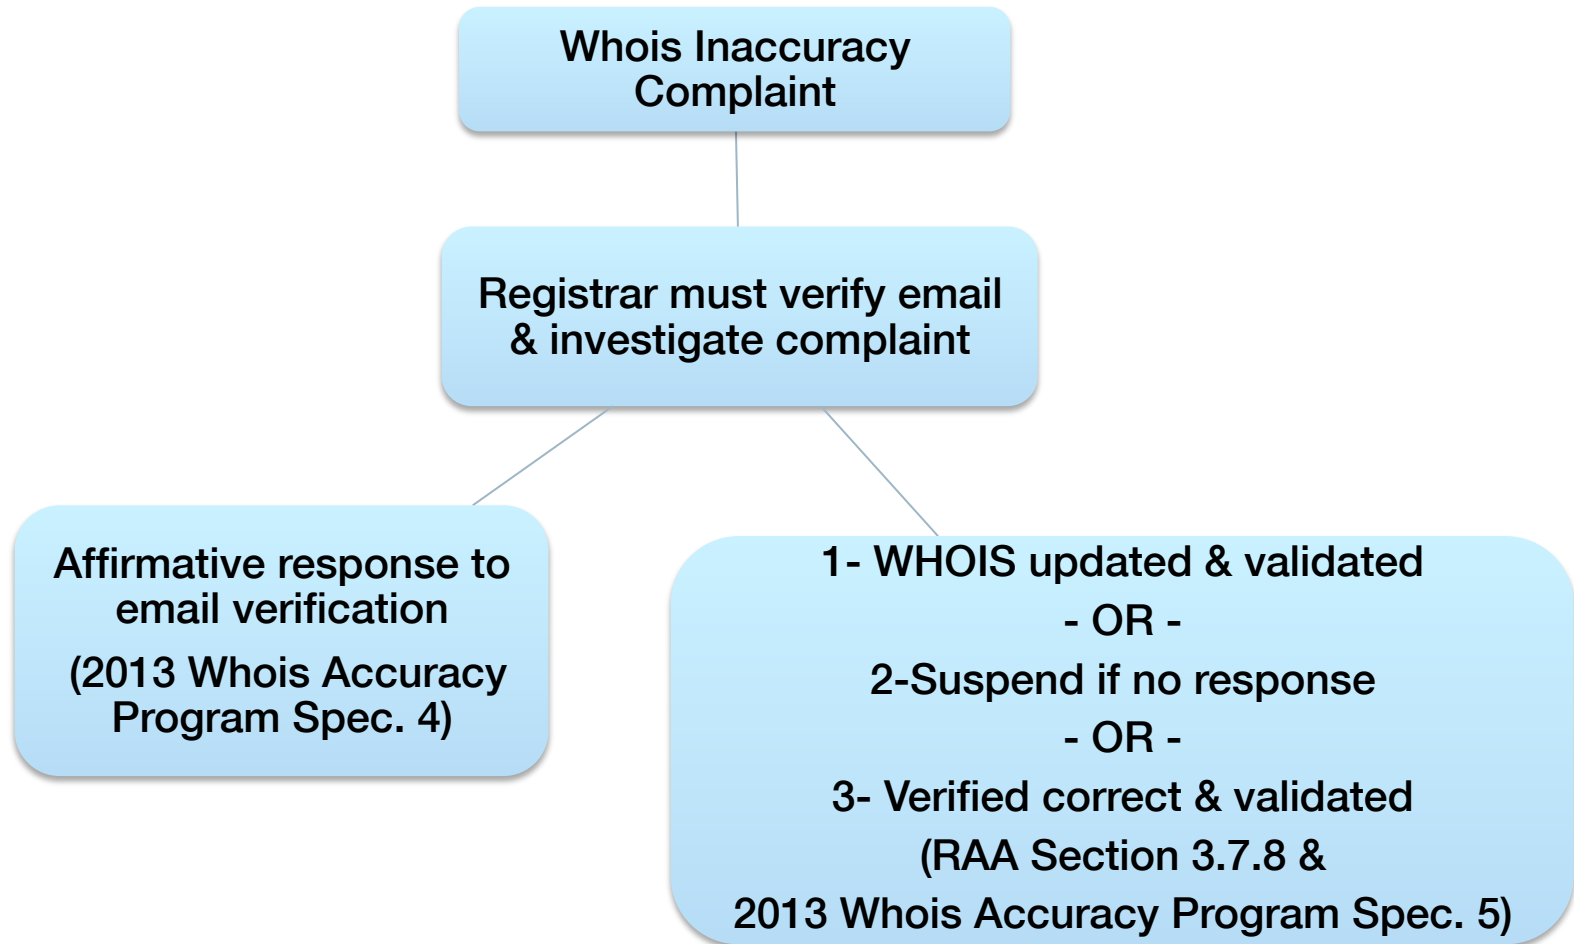 Whois Inaccuracy
Complaint
Registrar must verify email
& investigate complaint
Affirmative response to
email verification
(2013 Whois Accuracy
Program Spec. 4)
1- WHOIS updated & validated
- OR -
2-Suspend if no response
- OR -
3- Verified correct & validated
(RAA Section 3.7.8 &
2013 Whois Accuracy Program Spec. 5)